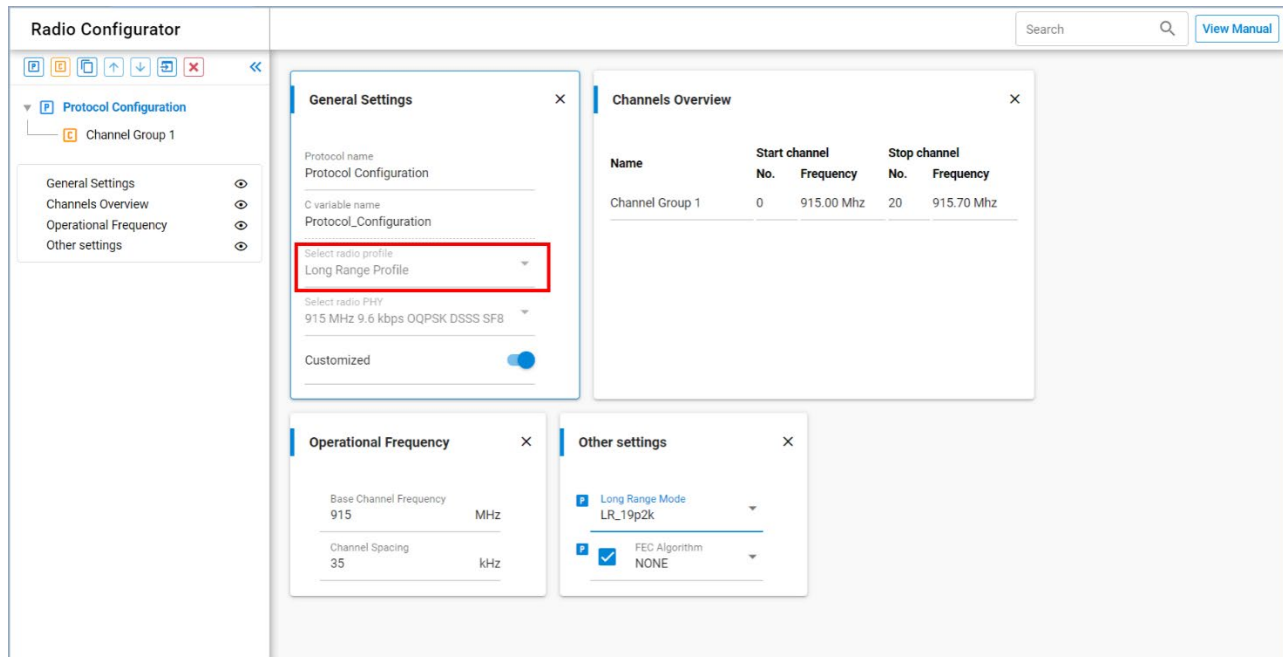 Radio Configurator
Search
View Manual
P C
P Protocol Configuration
C Channel Group 1
General Settings
Channels Overview
Operational Frequency
Other settings
General Settings
Protocol name
Protocol Configuration
C variable name
Protocol_Configuration
Select radio profile
Long Range Profile
Select radio PHY
915 MHz 9.6 kbps OQPSK DSSS SF8
Customized
Channels Overview
Start channel Stop channel
Name No. Frequency No. Frequency
Channel Group 1 0 915.00 Mhz 20 915.70 Mhz
Operational Frequency
Base Channel Frequency
915 MHz
Channel Spacing
35 kHz
Other settings
P Long Range Mode
LR_19p2k
P FEC Algorithm
NONE